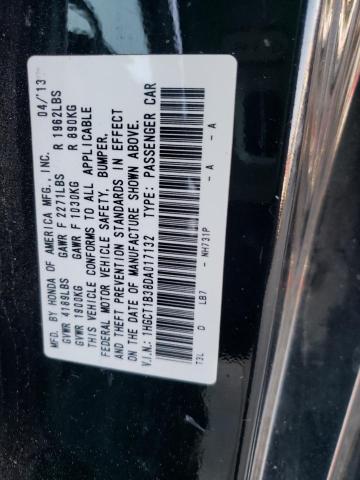 MFD. BY HONDA OF AMERICA MFG., INC. 04/13
GVWR 4189LBS GAWR F 2271LBS R 1962LBS
GVWR 1900KG GAWR F 1030KG R 890KG
THIS VEHICLE CONFORMS TO ALL APPLICABLE
FEDERAL MOTOR VEHICLE SAFETY, BUMPER,
AND THEFT PREVENTION STANDARDS IN EFFECT
ON THE DATE OF MANUFACTURE SHOWN ABOVE.
V.I.N.: 1HGCT1B38DA017132 TYPE: PASSENGER CAR
T3L D LB7 NH731P A - A